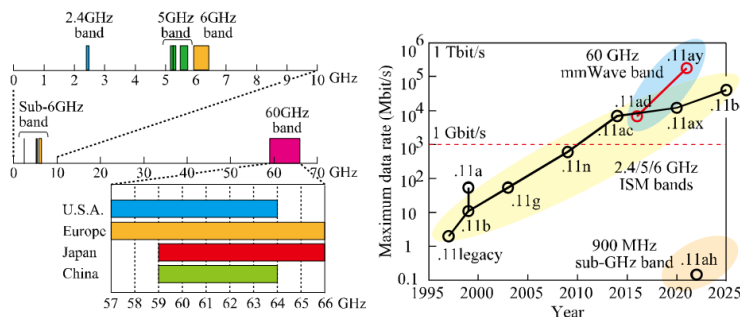 2.4GHz
band
5GHz
band
6GHz
band
0 1 2 3 4 5 6 7 8 9 10 GHz
Sub-6GHz
band
60GHz
band
0 10 20 30 40 50 60 70 GHz
U.S.A.
Europe
Japan
China
57 58 59 60 61 62 63 64 65 66 GHz
Maximum data rate (Mbit/s)
10⁶
10⁵
10⁴
10³
10²
10
1
0.1
1 Tbit/s
60 GHz
mmWave band
.11ay
.11ad
.11b
.11ac
.11ax
1 Gbit/s
.11n
2.4/5/6 GHz
ISM bands
.11a
.11g
.11b
.11legacy
900 MHz
sub-GHz band
.11ah
1995 2000 2005 2010 2015 2020 2025
Year